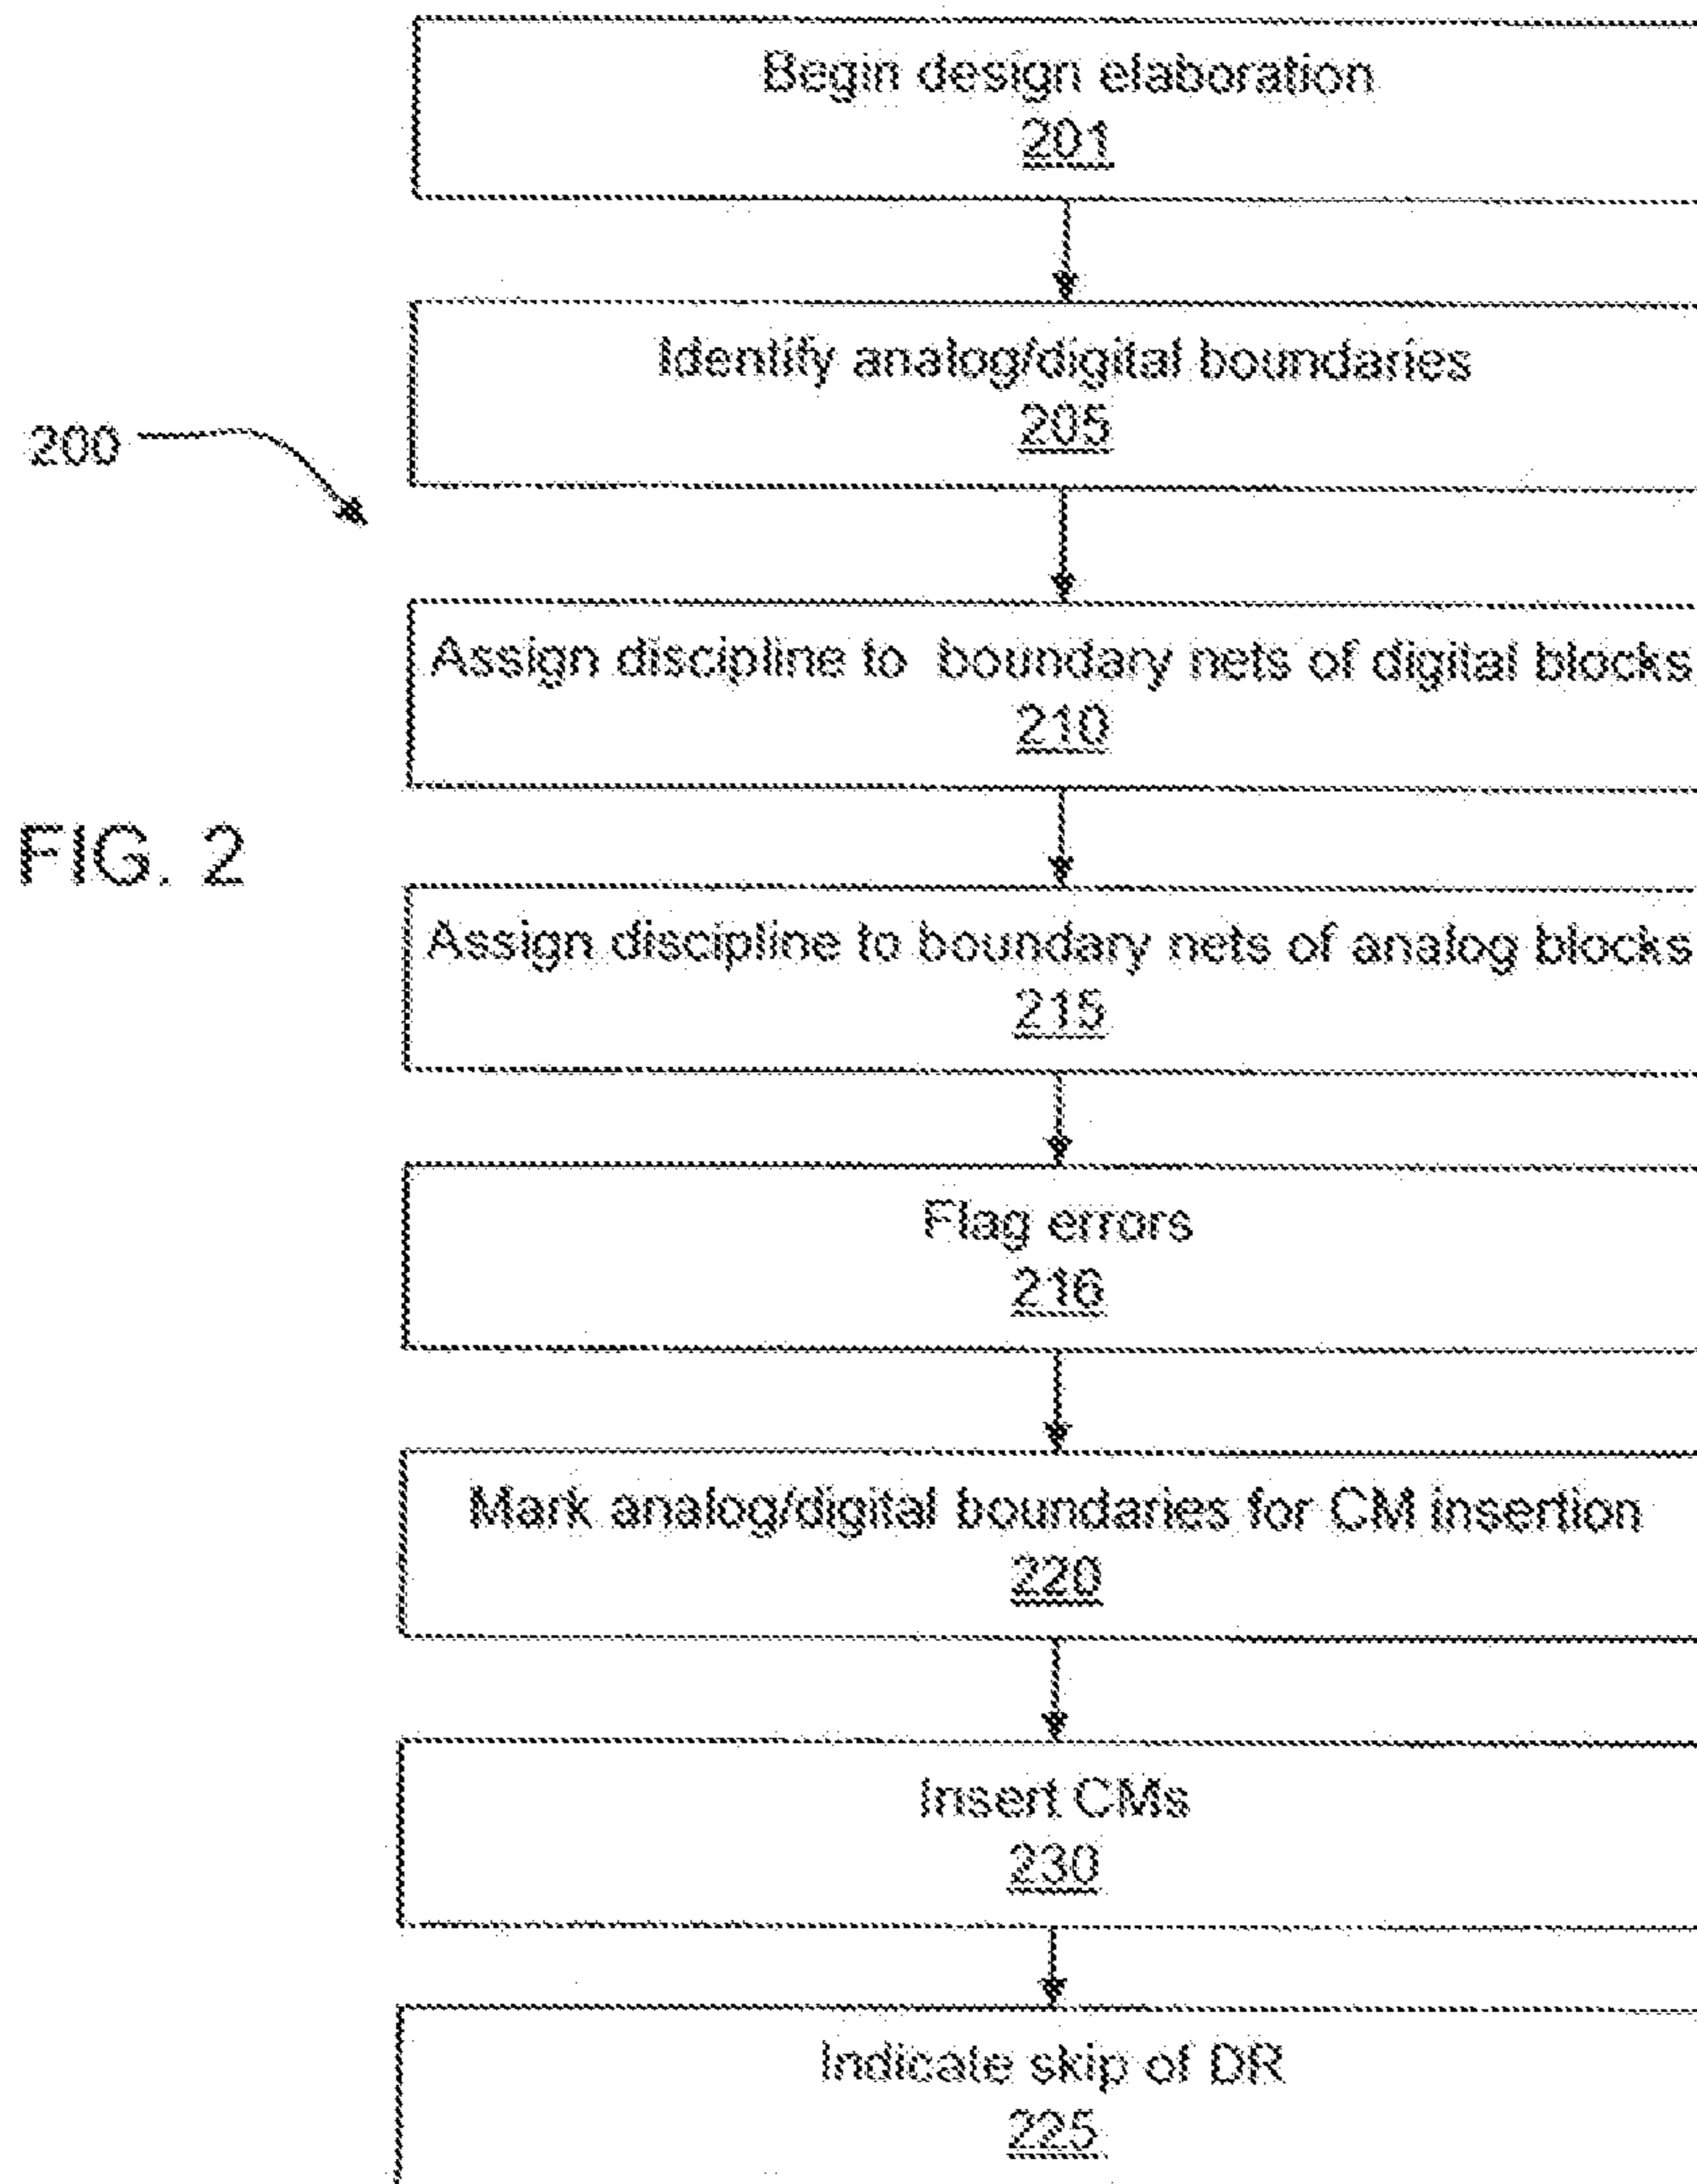 Begin design elaboration
201
Identify analog/digital boundaries
205
200
Assign discipline to boundary nets of digital blocks
210
FIG. 2
Assign discipline to boundary nets of analog blocks
215
Flag errors
216
Mark analog/digital boundaries for CM insertion
220
Insert CMs
230
Indicate skip of DR
225